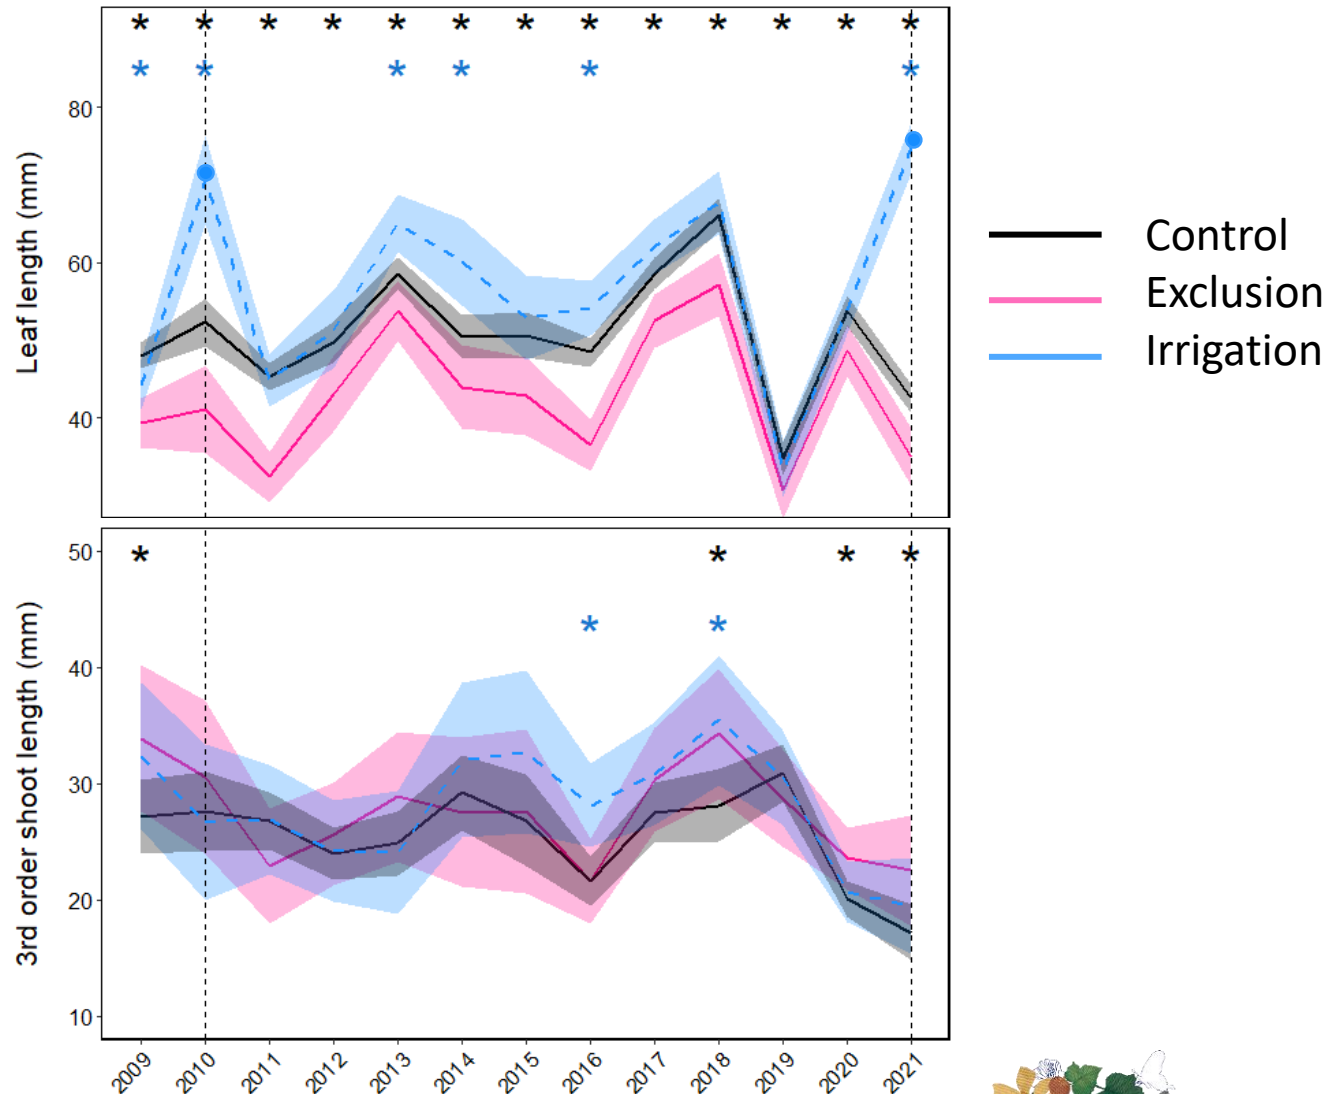 * * * * * * * * * * * * *
* * * * * *
80
60
40
Leaf length (mm)
Control
Exclusion
Irrigation
* * * *
* *
50
40
30
20
10
3rd order shoot length (mm)
2009 2010 2011 2012 2013 2014 2015 2016 2017 2018 2019 2020 2021